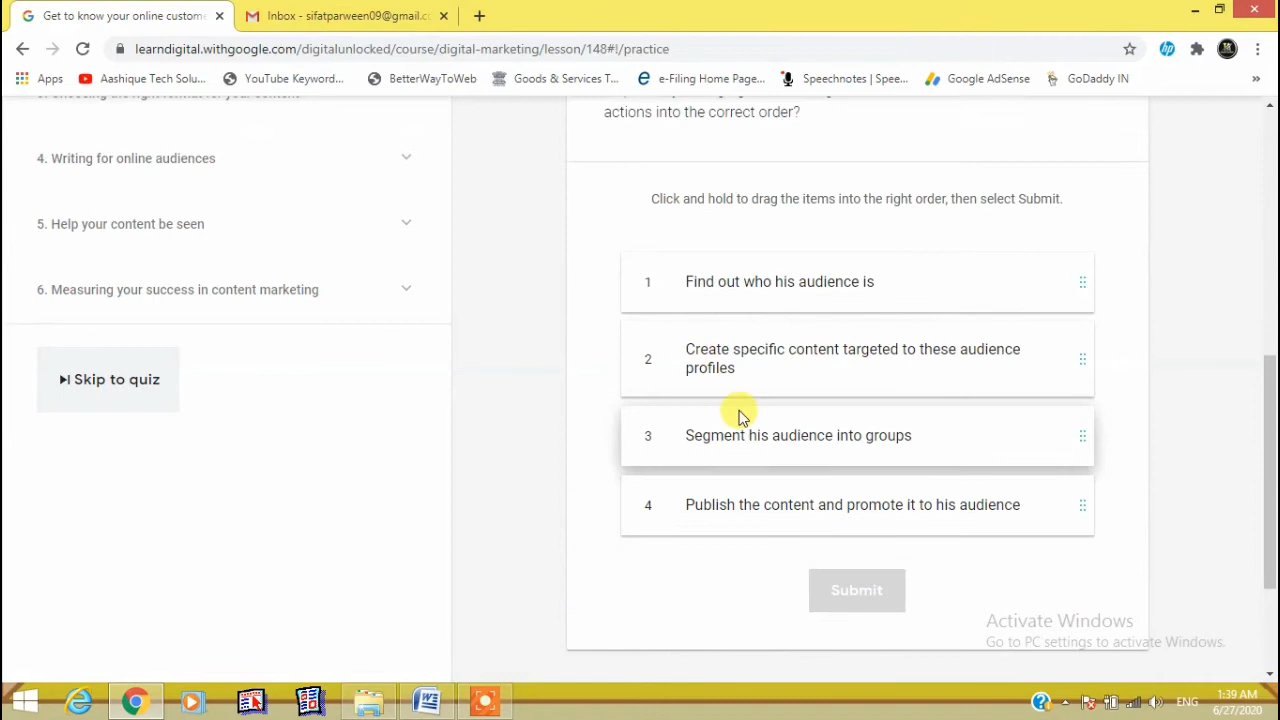 Get to know your online custome
Inbox - sifatparween09@gmail.c
learndigital.withgoogle.com/digitalunlocked/course/digital-marketing/lesson/148#!/practice
Apps
Aashique Tech Solu...
YouTube Keyword...
BetterWayToWeb
Goods & Services T...
e-Filing Home Page...
Speechnotes | Spee...
Google AdSense
GoDaddy IN
»
actions into the correct order?
4. Writing for online audiences
5. Help your content be seen
6. Measuring your success in content marketing
Skip to quiz
Click and hold to drag the items into the right order, then select Submit.
1 Find out who his audience is
2 Create specific content targeted to these audience
profiles
3 Segment his audience into groups
4 Publish the content and promote it to his audience
Submit
Activate Windows
Go to PC settings to activate Windows.
ENG
1:39 AM
6/27/2020